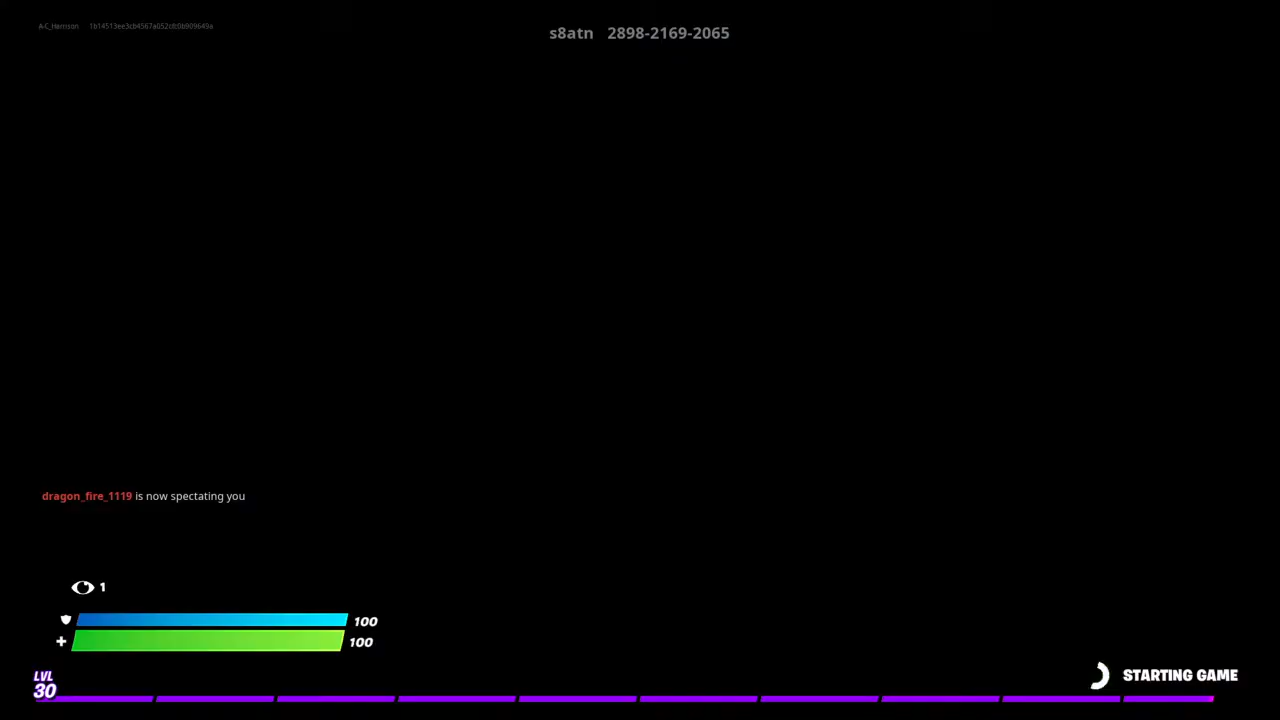 s8atn 2898-2169-2065
dragon_fire_1119 is now spectating you
1
100
100
LVL
30
STARTING GAME